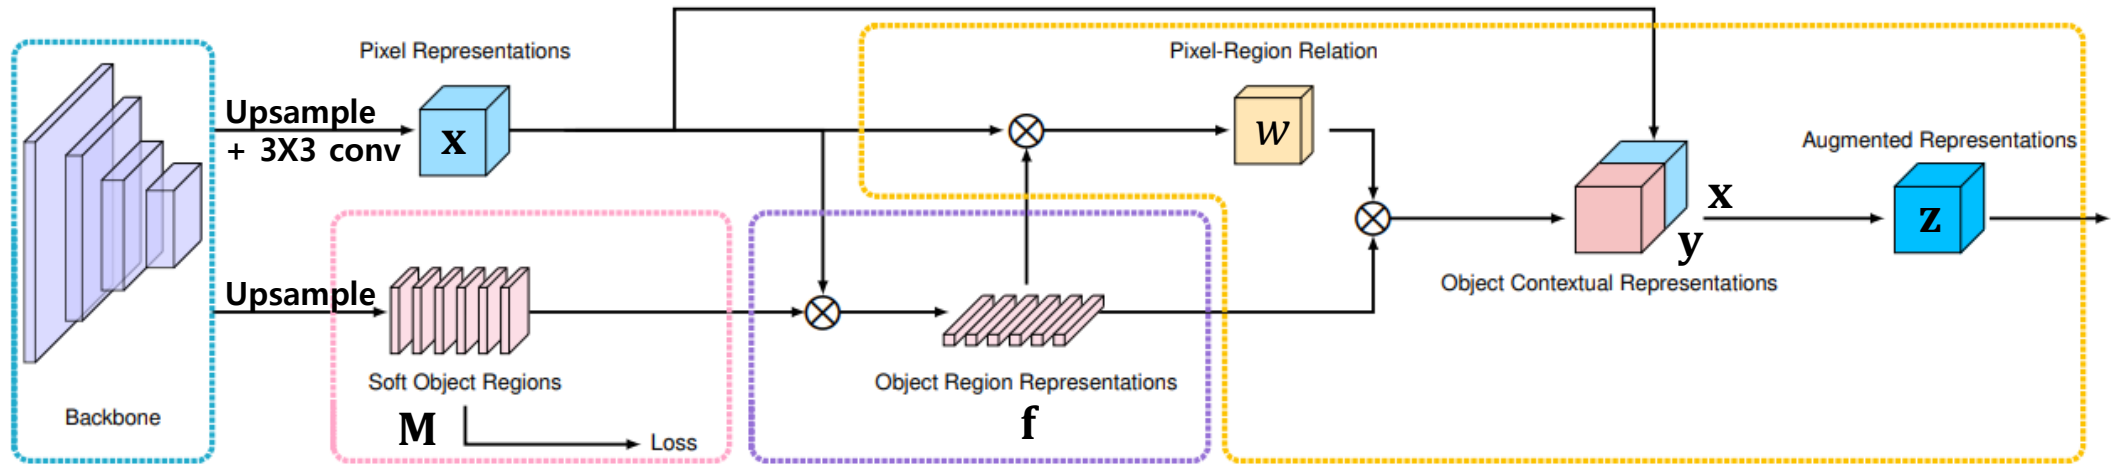 Pixel Representations
Pixel-Region Relation
Upsample
+ 3X3 conv
x
w
Augmented Representations
x
z
y
Object Contextual Representations
Upsample
Soft Object Regions
Object Region Representations
Backbone
M
f
Loss